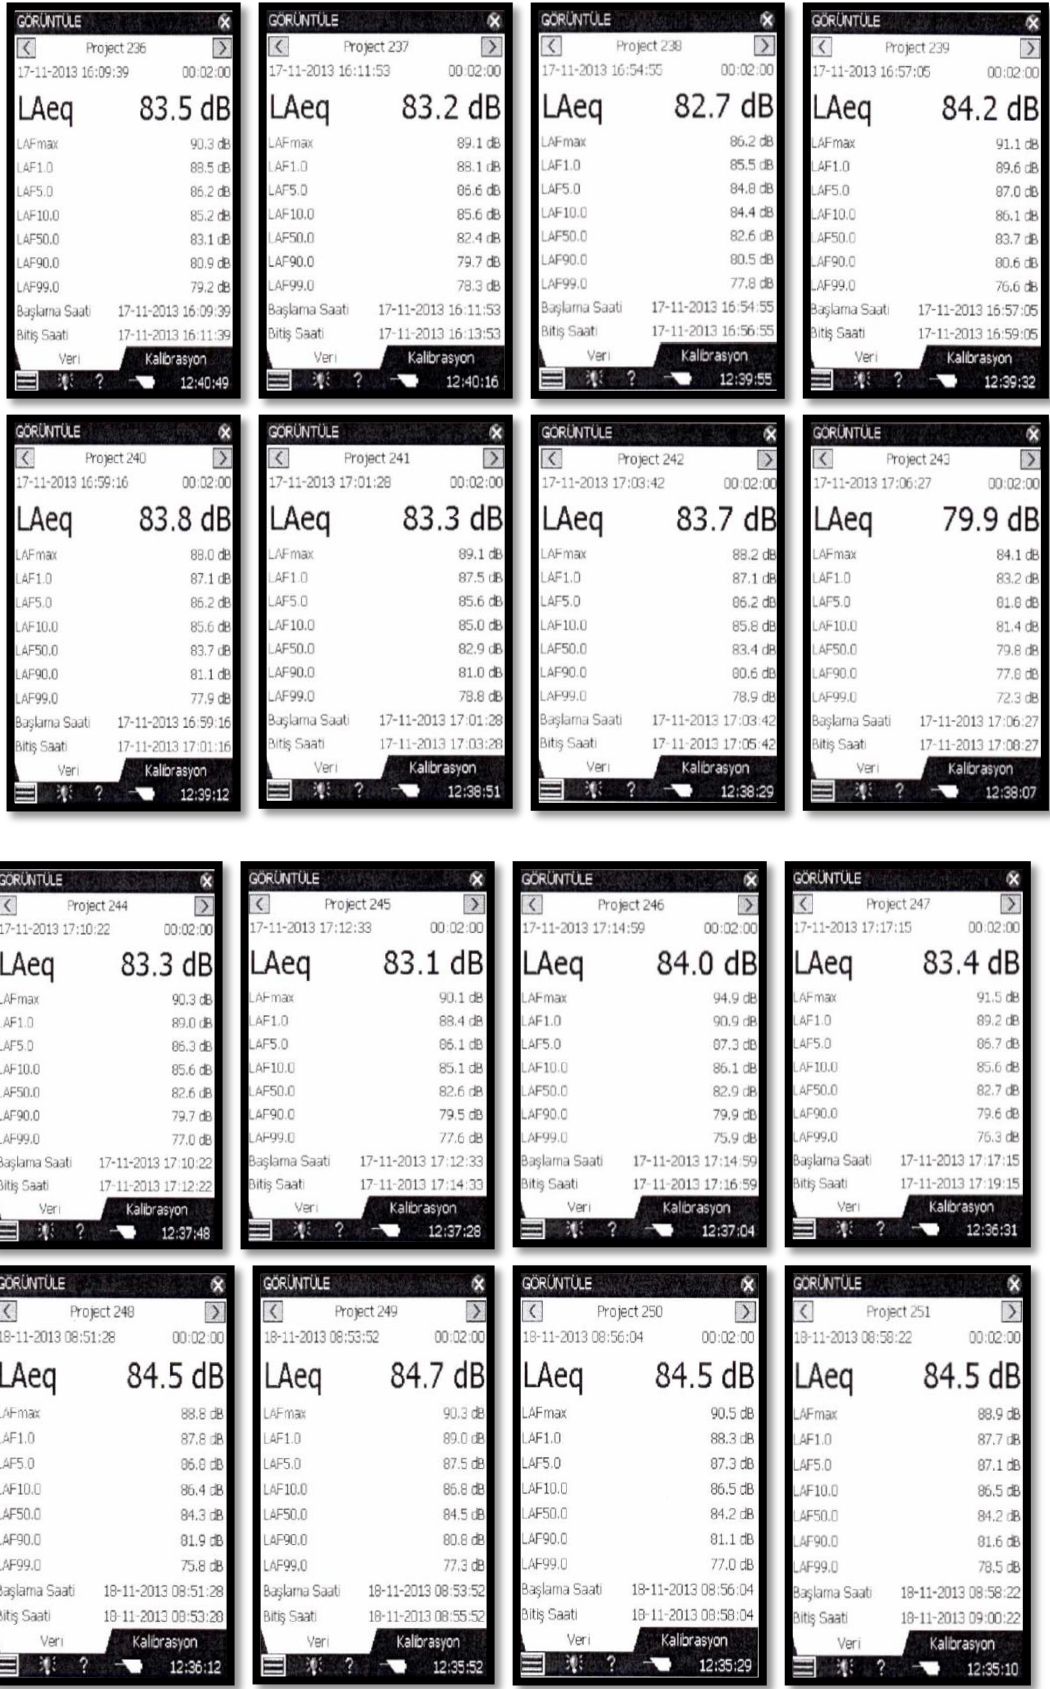 GÖRÜNTÜLE
Project 236
17-11-2013 16:09:39 00:02:00
LAeq 83.5 dB
LAFmax 90.3 dB
LAF1.0 88.5 dB
LAF5.0 86.2 dB
LAF10.0 85.2 dB
LAF50.0 83.1 dB
LAF90.0 80.9 dB
LAF99.0 79.2 dB
Başlama Saati 17-11-2013 16:09:39
Bitiş Saati 17-11-2013 16:11:39
Veri Kalibrasyon
? 12:40:49
GÖRÜNTÜLE
Project 237
17-11-2013 16:11:53 00:02:00
LAeq 83.2 dB
LAFmax 89.1 dB
LAF1.0 88.1 dB
LAF5.0 86.6 dB
LAF10.0 85.6 dB
LAF50.0 82.4 dB
LAF90.0 79.7 dB
LAF99.0 78.3 dB
Başlama Saati 17-11-2013 16:11:53
Bitiş Saati 17-11-2013 16:13:53
Veri Kalibrasyon
? 12:40:16
GÖRÜNTÜLE
Project 238
17-11-2013 16:54:55 00:02:00
LAeq 82.7 dB
LAFmax 86.2 dB
LAF1.0 85.5 dB
LAF5.0 84.8 dB
LAF10.0 84.4 dB
LAF50.0 82.6 dB
LAF90.0 80.5 dB
LAF99.0 77.8 dB
Başlama Saati 17-11-2013 16:54:55
Bitiş Saati 17-11-2013 16:56:55
Veri Kalibrasyon
? 12:39:55
GÖRÜNTÜLE
Project 239
17-11-2013 16:57:05 00:02:00
LAeq 84.2 dB
LAFmax 91.1 dB
LAF1.0 89.6 dB
LAF5.0 87.0 dB
LAF10.0 86.1 dB
LAF50.0 83.7 dB
LAF90.0 80.6 dB
LAF99.0 76.6 dB
Başlama Saati 17-11-2013 16:57:05
Bitiş Saati 17-11-2013 16:59:05
Veri Kalibrasyon
? 12:39:32
GÖRÜNTÜLE
Project 240
17-11-2013 16:59:16 00:02:00
LAeq 83.8 dB
LAFmax 88.0 dB
LAF1.0 87.1 dB
LAF5.0 86.2 dB
LAF10.0 85.6 dB
LAF50.0 83.7 dB
LAF90.0 81.1 dB
LAF99.0 77.9 dB
Başlama Saati 17-11-2013 16:59:16
Bitiş Saati 17-11-2013 17:01:16
Veri Kalibrasyon
? 12:39:12
GÖRÜNTÜLE
Project 241
17-11-2013 17:01:28 00:02:00
LAeq 83.3 dB
LAFmax 89.1 dB
LAF1.0 87.5 dB
LAF5.0 85.6 dB
LAF10.0 85.0 dB
LAF50.0 82.9 dB
LAF90.0 81.0 dB
LAF99.0 78.8 dB
Başlama Saati 17-11-2013 17:01:28
Bitiş Saati 17-11-2013 17:03:28
Veri Kalibrasyon
? 12:38:51
GÖRÜNTÜLE
Project 242
17-11-2013 17:03:42 00:02:00
LAeq 83.7 dB
LAFmax 88.2 dB
LAF1.0 87.1 dB
LAF5.0 86.2 dB
LAF10.0 85.8 dB
LAF50.0 83.4 dB
LAF90.0 80.6 dB
LAF99.0 78.9 dB
Başlama Saati 17-11-2013 17:03:42
Bitiş Saati 17-11-2013 17:05:42
Veri Kalibrasyon
? 12:38:29
GÖRÜNTÜLE
Project 243
17-11-2013 17:06:27 00:02:00
LAeq 79.9 dB
LAFmax 84.1 dB
LAF1.0 83.2 dB
LAF5.0 81.8 dB
LAF10.0 81.4 dB
LAF50.0 79.8 dB
LAF90.0 77.8 dB
LAF99.0 72.3 dB
Başlama Saati 17-11-2013 17:06:27
Bitiş Saati 17-11-2013 17:08:27
Veri Kalibrasyon
? 12:38:07
GÖRÜNTÜLE
Project 244
17-11-2013 17:10:22 00:02:00
LAeq 83.3 dB
LAFmax 90.3 dB
LAF1.0 89.0 dB
LAF5.0 86.3 dB
LAF10.0 85.6 dB
LAF50.0 82.6 dB
LAF90.0 79.7 dB
LAF99.0 77.0 dB
Başlama Saati 17-11-2013 17:10:22
Bitiş Saati 17-11-2013 17:12:22
Veri Kalibrasyon
? 12:37:48
GÖRÜNTÜLE
Project 245
17-11-2013 17:12:33 00:02:00
LAeq 83.1 dB
LAFmax 90.1 dB
LAF1.0 88.4 dB
LAF5.0 86.1 dB
LAF10.0 85.1 dB
LAF50.0 82.6 dB
LAF90.0 79.5 dB
LAF99.0 77.6 dB
Başlama Saati 17-11-2013 17:12:33
Bitiş Saati 17-11-2013 17:14:33
Veri Kalibrasyon
? 12:37:28
GÖRÜNTÜLE
Project 246
17-11-2013 17:14:59 00:02:00
LAeq 84.0 dB
LAFmax 94.9 dB
LAF1.0 90.9 dB
LAF5.0 87.3 dB
LAF10.0 86.1 dB
LAF50.0 82.9 dB
LAF90.0 79.9 dB
LAF99.0 75.9 dB
Başlama Saati 17-11-2013 17:14:59
Bitiş Saati 17-11-2013 17:16:59
Veri Kalibrasyon
? 12:37:04
GÖRÜNTÜLE
Project 247
17-11-2013 17:17:15 00:02:00
LAeq 83.4 dB
LAFmax 91.5 dB
LAF1.0 89.2 dB
LAF5.0 86.7 dB
LAF10.0 85.6 dB
LAF50.0 82.7 dB
LAF90.0 79.6 dB
LAF99.0 76.3 dB
Başlama Saati 17-11-2013 17:17:15
Bitiş Saati 17-11-2013 17:19:15
Veri Kalibrasyon
? 12:36:31
GÖRÜNTÜLE
Project 248
18-11-2013 08:51:28 00:02:00
LAeq 84.5 dB
LAFmax 88.8 dB
LAF1.0 87.8 dB
LAF5.0 86.8 dB
LAF10.0 86.4 dB
LAF50.0 84.3 dB
LAF90.0 81.9 dB
LAF99.0 75.8 dB
Başlama Saati 18-11-2013 08:51:28
Bitiş Saati 18-11-2013 08:53:28
Veri Kalibrasyon
? 12:36:12
GÖRÜNTÜLE
Project 249
18-11-2013 08:53:52 00:02:00
LAeq 84.7 dB
LAFmax 90.3 dB
LAF1.0 89.0 dB
LAF5.0 87.5 dB
LAF10.0 86.8 dB
LAF50.0 84.5 dB
LAF90.0 80.8 dB
LAF99.0 77.3 dB
Başlama Saati 18-11-2013 08:53:52
Bitiş Saati 18-11-2013 08:55:52
Veri Kalibrasyon
? 12:35:52
GÖRÜNTÜLE
Project 250
18-11-2013 08:56:04 00:02:00
LAeq 84.5 dB
LAFmax 90.5 dB
LAF1.0 88.3 dB
LAF5.0 87.3 dB
LAF10.0 86.5 dB
LAF50.0 84.2 dB
LAF90.0 81.1 dB
LAF99.0 77.0 dB
Başlama Saati 18-11-2013 08:56:04
Bitiş Saati 18-11-2013 08:58:04
Veri Kalibrasyon
? 12:35:29
GÖRÜNTÜLE
Project 251
18-11-2013 08:58:22 00:02:00
LAeq 84.5 dB
LAFmax 88.9 dB
LAF1.0 87.7 dB
LAF5.0 87.1 dB
LAF10.0 86.5 dB
LAF50.0 84.2 dB
LAF90.0 81.6 dB
LAF99.0 78.5 dB
Başlama Saati 18-11-2013 08:58:22
Bitiş Saati 18-11-2013 09:00:22
Veri Kalibrasyon
? 12:35:10